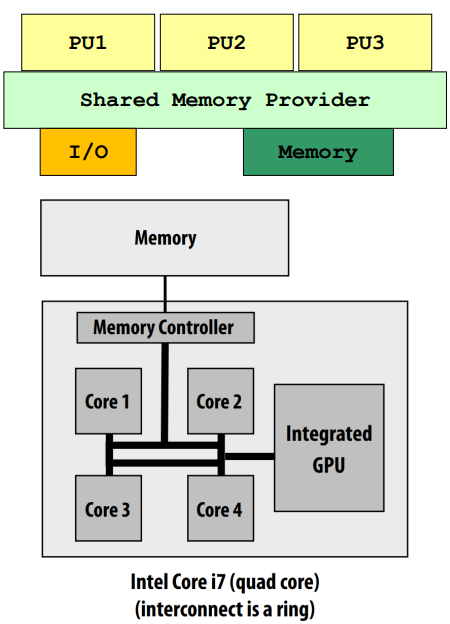 PU1 PU2 PU3
Shared Memory Provider
I/O Memory
Memory
Memory Controller
Core 1 Core 2
Integrated
GPU
Core 3 Core 4
Intel Core i7 (quad core)
(interconnect is a ring)